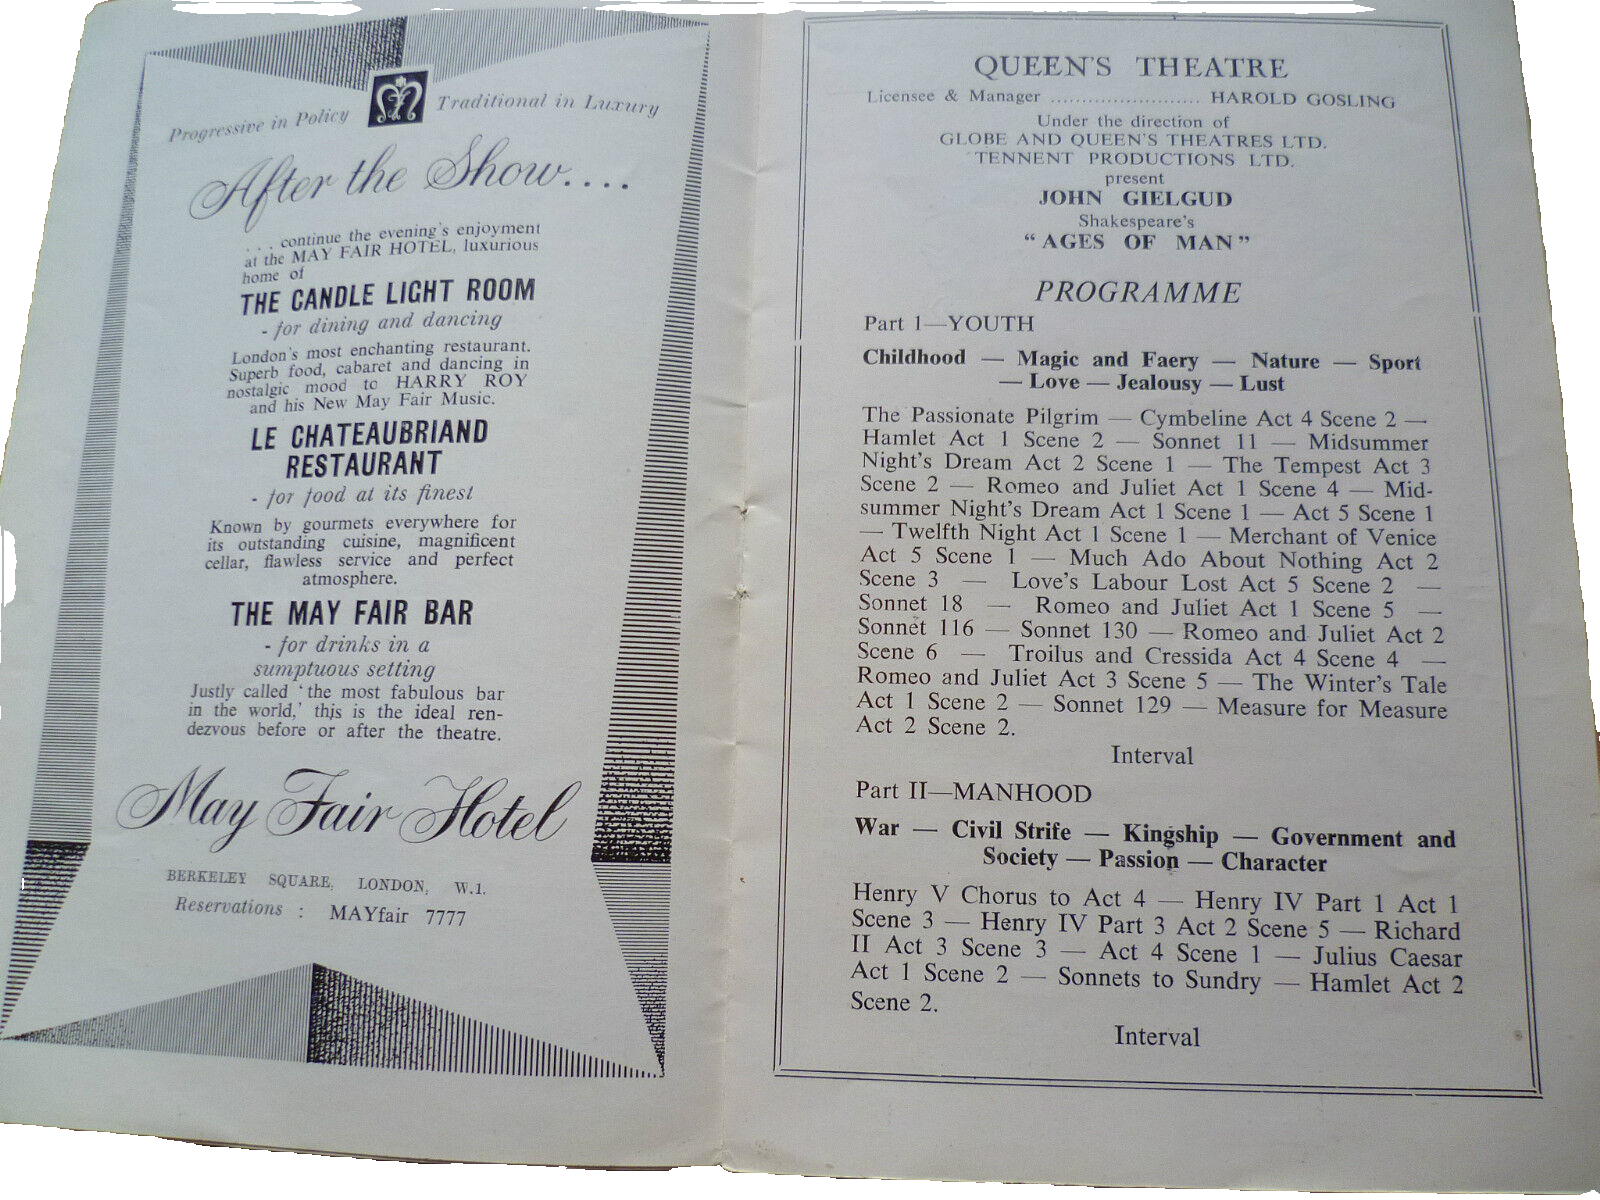 Progressive in Policy Traditional in Luxury
After the Show....
. . . continue the evening's enjoyment
at the MAY FAIR HOTEL, luxurious
home of
THE CANDLE LIGHT ROOM
- for dining and dancing
London's most enchanting restaurant.
Superb food, cabaret and dancing in
nostalgic mood to HARRY ROY
and his New May Fair Music.
LE CHATEAUBRIAND
RESTAURANT
- for food at its finest
Known by gourmets everywhere for
its outstanding cuisine, magnificent
cellar, flawless service and perfect
atmosphere.
THE MAY FAIR BAR
- for drinks in a
sumptuous setting
Justly called 'the most fabulous bar
in the world,' this is the ideal ren-
dezvous before or after the theatre.
May Fair Hotel
BERKELEY SQUARE, LONDON, W.1.
Reservations : MAYfair 7777
QUEEN'S THEATRE
Licensee & Manager ........................ HAROLD GOSLING
Under the direction of
GLOBE AND QUEEN'S THEATRES LTD.
TENNENT PRODUCTIONS LTD.
present
JOHN GIELGUD
Shakespeare's
"AGES OF MAN"
PROGRAMME
Part I—YOUTH
Childhood — Magic and Faery — Nature — Sport
— Love — Jealousy — Lust
The Passionate Pilgrim — Cymbeline Act 4 Scene 2 —
Hamlet Act 1 Scene 2 — Sonnet 11 — Midsummer
Night's Dream Act 2 Scene 1 — The Tempest Act 3
Scene 2 — Romeo and Juliet Act 1 Scene 4 — Mid-
summer Night's Dream Act 1 Scene 1 — Act 5 Scene 1
— Twelfth Night Act 1 Scene 1 — Merchant of Venice
Act 5 Scene 1 — Much Ado About Nothing Act 2
Scene 3 — Love's Labour Lost Act 5 Scene 2 —
Sonnet 18 — Romeo and Juliet Act 1 Scene 5 —
Sonnet 116 — Sonnet 130 — Romeo and Juliet Act 2
Scene 6 — Troilus and Cressida Act 4 Scene 4 —
Romeo and Juliet Act 3 Scene 5 — The Winter's Tale
Act 1 Scene 2 — Sonnet 129 — Measure for Measure
Act 2 Scene 2.
Interval
Part II—MANHOOD
War — Civil Strife — Kingship — Government and
Society — Passion — Character
Henry V Chorus to Act 4 — Henry IV Part 1 Act 1
Scene 3 — Henry IV Part 3 Act 2 Scene 5 — Richard
II Act 3 Scene 3 — Act 4 Scene 1 — Julius Caesar
Act 1 Scene 2 — Sonnets to Sundry — Hamlet Act 2
Scene 2.
Interval